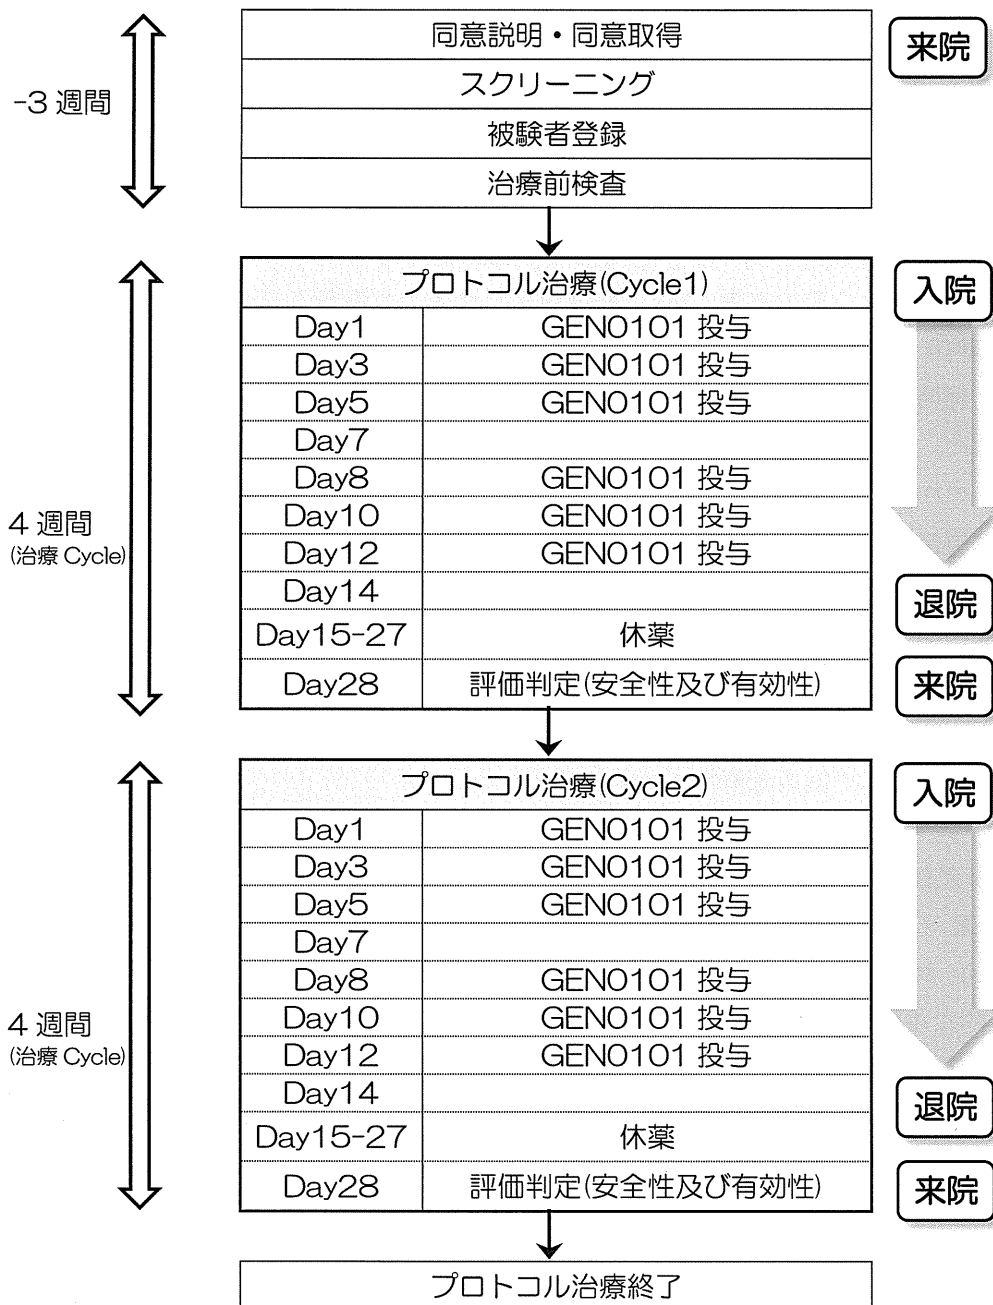 同意説明・同意取得
来院
スクリーニング
-3 週間
被験者登録
治療前検査
プロトコル治療(Cycle1)
入院
Day1 GEN0101 投与
Day3 GEN0101 投与
Day5 GEN0101 投与
Day7
Day8 GEN0101 投与
Day10 GEN0101 投与
4 週間
(治療 Cycle)
Day12 GEN0101 投与
Day14
退院
Day15-27 休薬
Day28 評価判定(安全性及び有効性)
来院
プロトコル治療(Cycle2)
入院
Day1 GEN0101 投与
Day3 GEN0101 投与
Day5 GEN0101 投与
Day7
Day8 GEN0101 投与
Day10 GEN0101 投与
4 週間
(治療 Cycle)
Day12 GEN0101 投与
Day14
退院
Day15-27 休薬
Day28 評価判定(安全性及び有効性)
来院
プロトコル治療終了